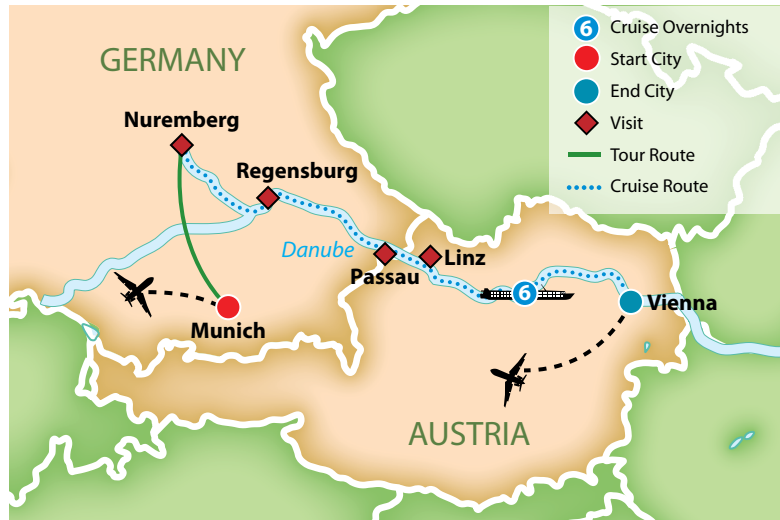 GERMANY
Nuremberg
Regensburg
Danube
Passau
Linz
Munich
6
Vienna
AUSTRIA
6 Cruise Overnights
Start City
End City
Visit
Tour Route
Cruise Route